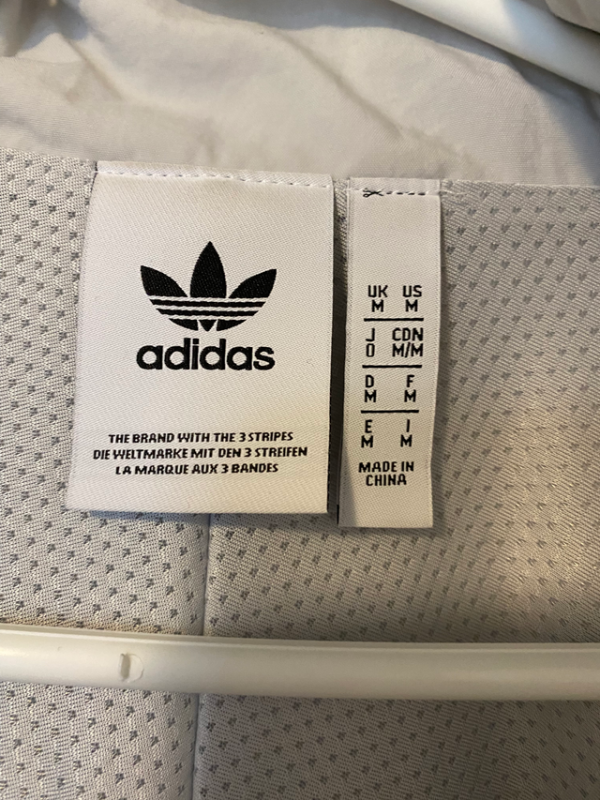 adidas
THE BRAND WITH THE 3 STRIPES
DIE WELTMARKE MIT DEN 3 STREIFEN
LA MARQUE AUX 3 BANDES
UK US
M M
J CDN
O M/M
D F
M M
E I
M M
MADE IN
CHINA